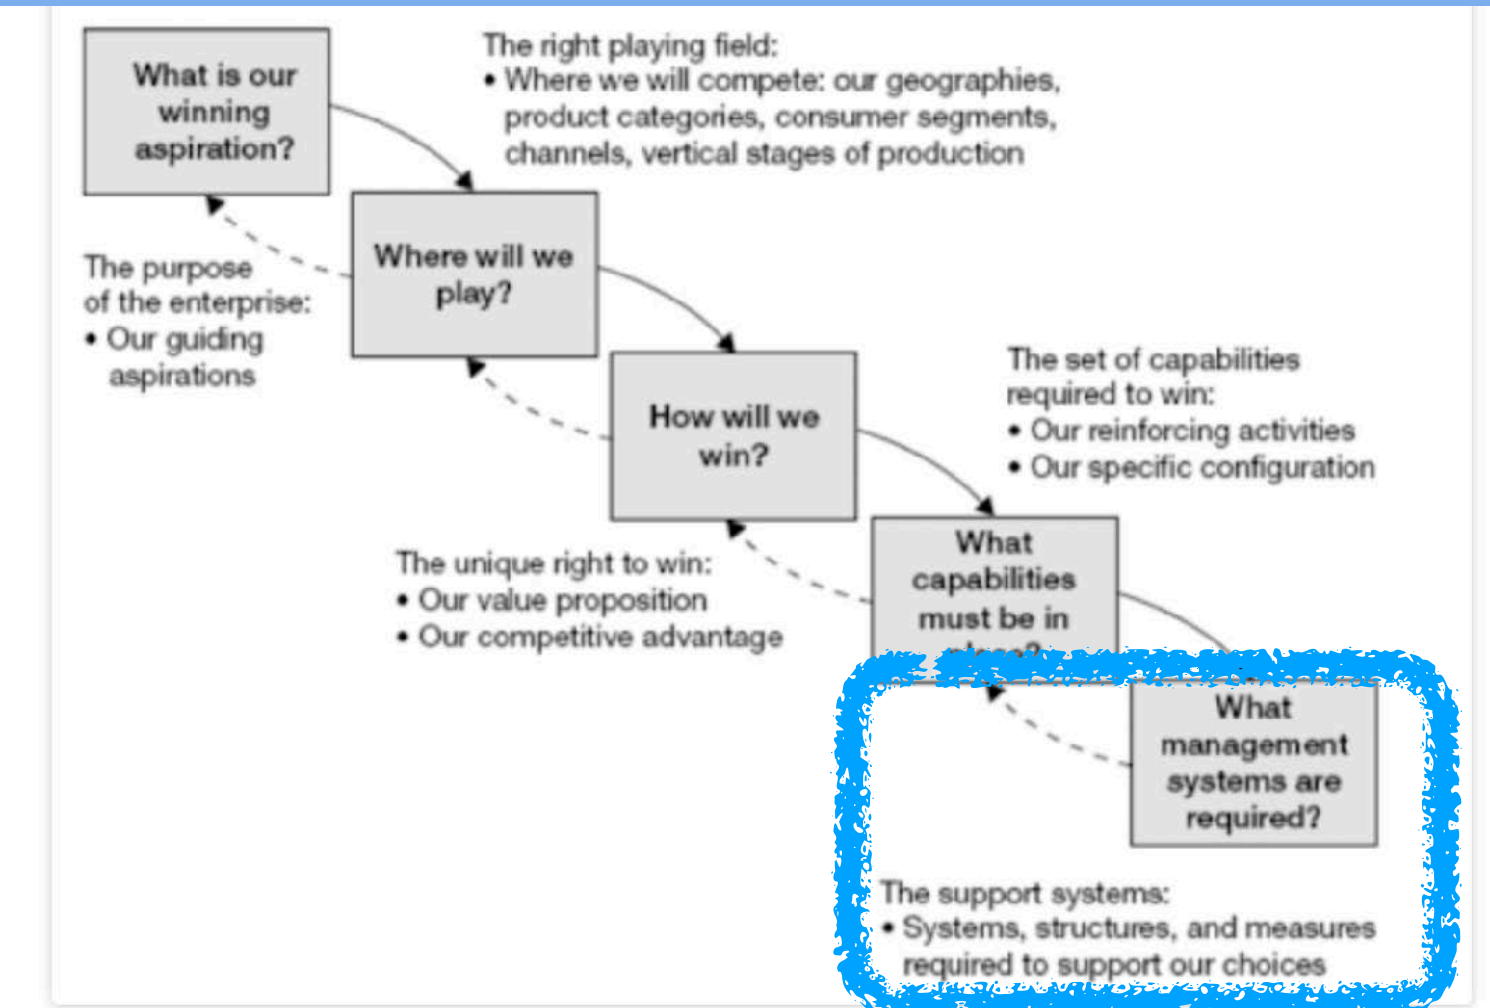 What is our
winning
aspiration?
The right playing field:
• Where we will compete: our geographies,
product categories, consumer segments,
channels, vertical stages of production
The purpose
of the enterprise:
• Our guiding
aspirations
Where will we
play?
How will we
win?
The set of capabilities
required to win:
• Our reinforcing activities
• Our specific configuration
The unique right to win:
• Our value proposition
• Our competitive advantage
What
capabilities
must be in
What
management
systems are
required?
The support systems:
• Systems, structures, and measures
required to support our choices